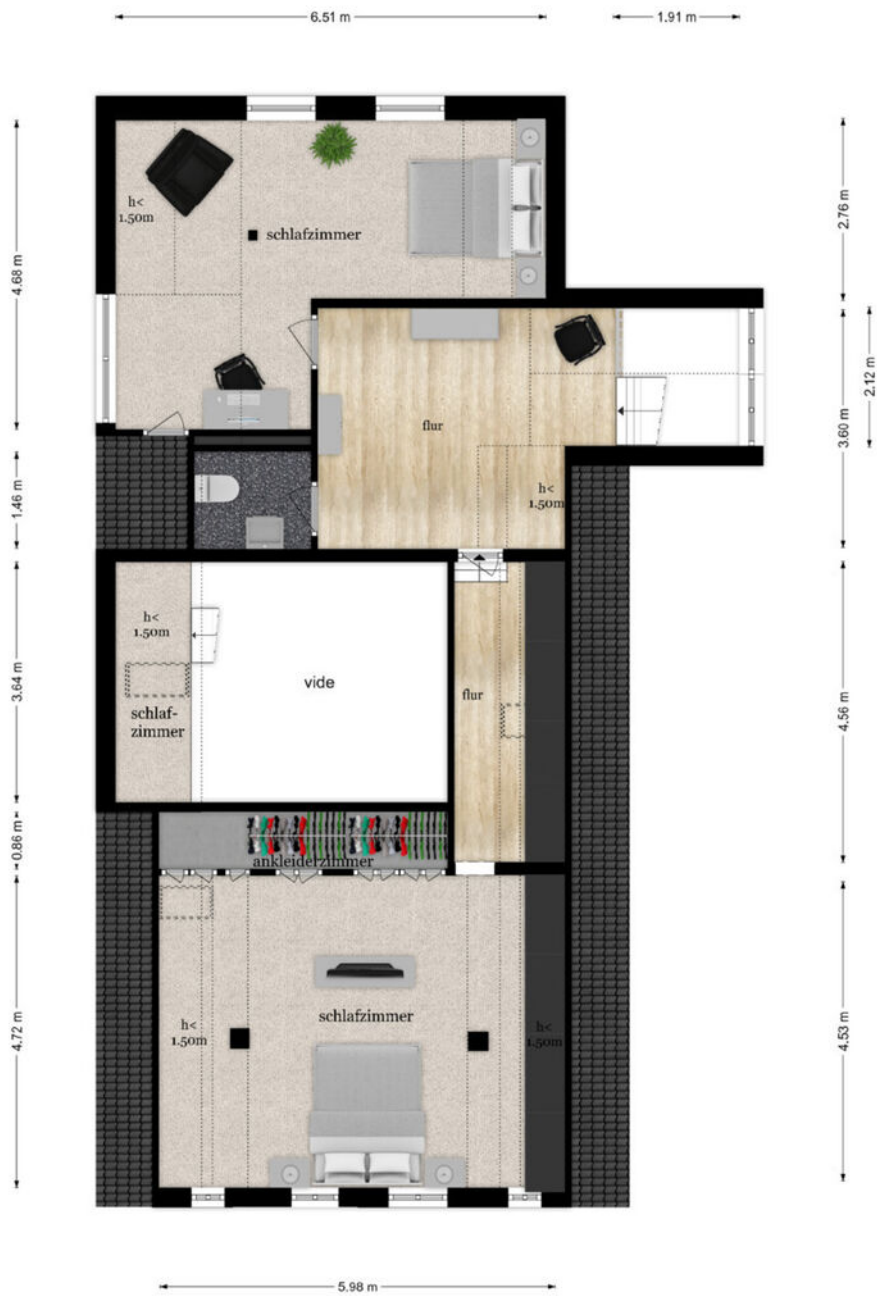 6.51 m
1.91 m
h<
1.50m
schlafzimmer
4.68 m
2.76 m
flur
3.60 m
2.12 m
h<
1.50m
1.46 m
h<
1.50m
schlaf-
zimmer
vide
flur
3.64 m
4.56 m
ankleiderzimmer
0.86 m
schlafzimmer
h<
1.50m
h<
1.50m
4.72 m
4.53 m
5.98 m